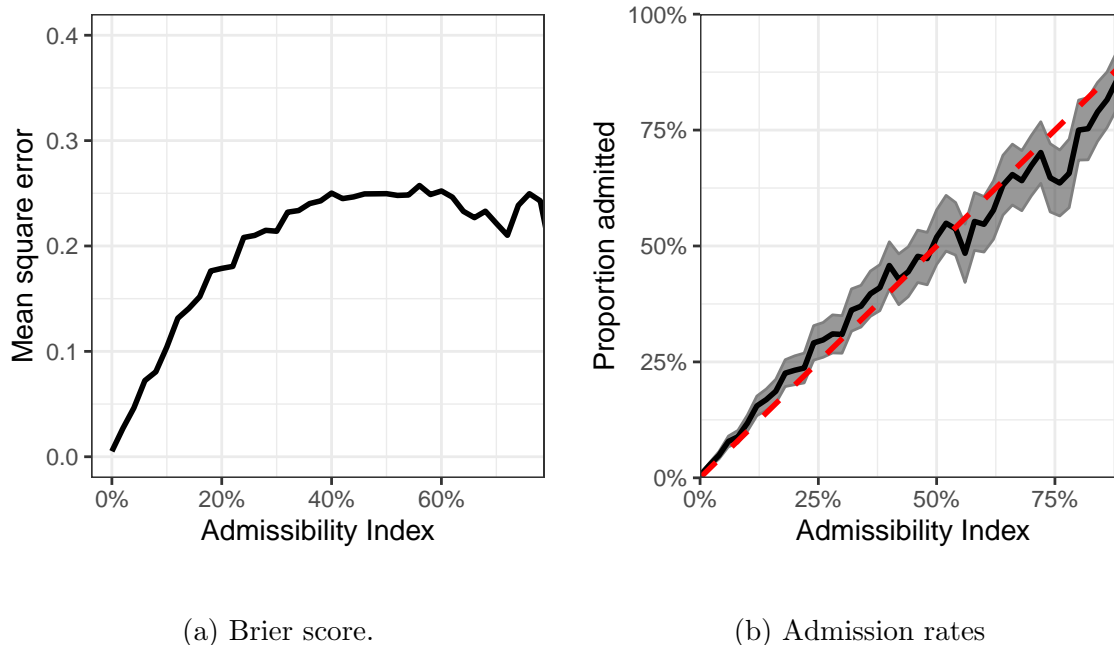 0.4
0.3
0.2
0.1
0.0
Mean square error
0% 20% 40% 60%
Admissibility Index
(a) Brier score.
100%
75%
50%
25%
0%
Proportion admitted
0% 25% 50% 75%
Admissibility Index
(b) Admission rates